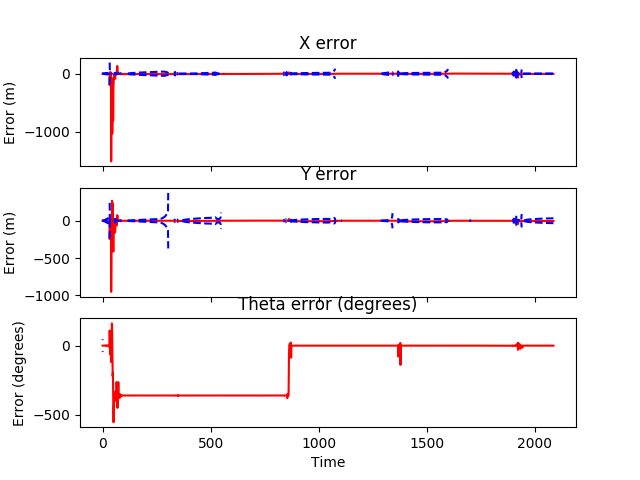 X error
0
−1000
Error (m)
Y error
0
−500
−1000
Error (m)
Theta error (degrees)
0
−500
Error (degrees)
0 500 1000 1500 2000
Time